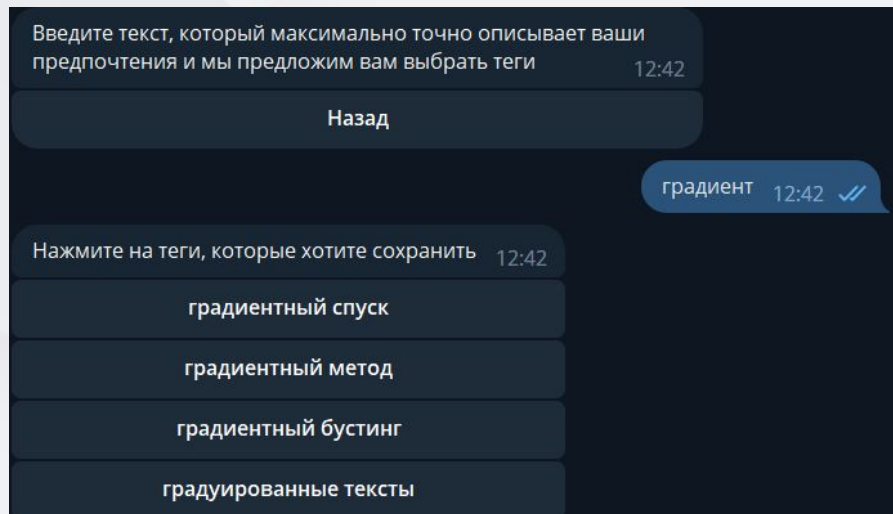 Введите текст, который максимально точно описывает ваши
предпочтения и мы предложим вам выбрать теги 12:42
Назад
градиент 12:42
Нажмите на теги, которые хотите сохранить 12:42
градиентный спуск
градиентный метод
градиентный бустинг
градуированные тексты